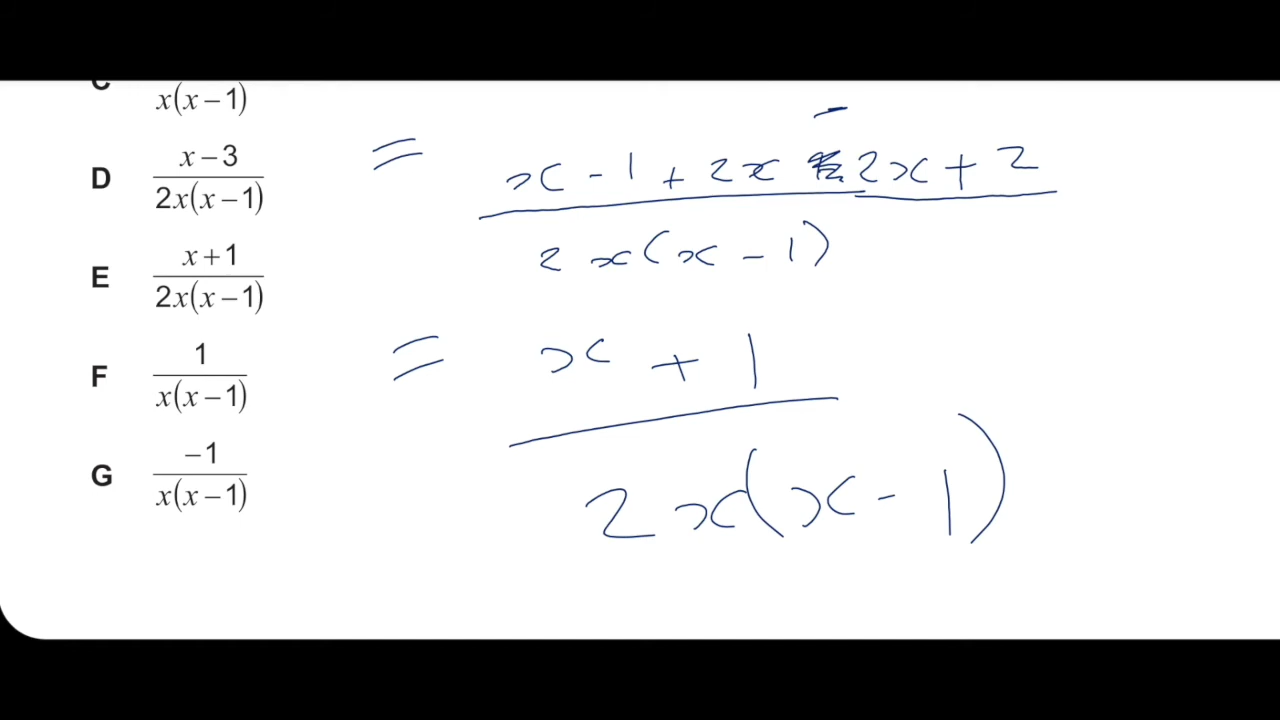 C
x(x – 1)
D x – 3
2x(x – 1)
E x + 1
2x(x – 1)
F 1
x(x – 1)
G –1
x(x – 1)
= x - 1 + 2x - 2x + 2
2x(x - 1)
= x + 1
2x(x - 1)